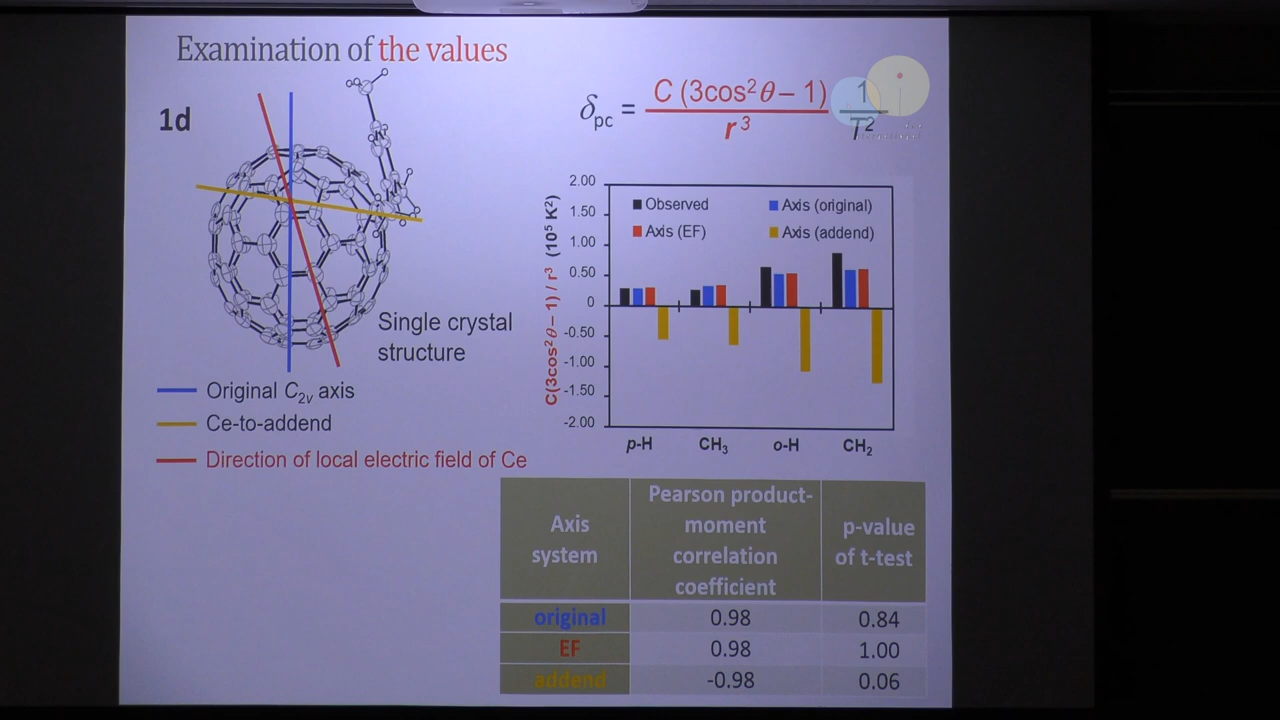 Examination of the values
1d
δpc = C (3cos²θ – 1) / r³ 1 / T²
Single crystal
structure
Original C2v axis
Ce-to-addend
Direction of local electric field of Ce
C(3cos²θ – 1) / r³ (10⁵ K²)
2.00
1.50
1.00
0.50
0
-0.50
-1.00
-1.50
-2.00
Observed
Axis (original)
Axis (EF)
Axis (addend)
p-H CH₃ o-H CH₂
Axis
system
Pearson product-
moment
correlation
coefficient
p-value
of t-test
original 0.98 0.84
EF 0.98 1.00
addend -0.98 0.06